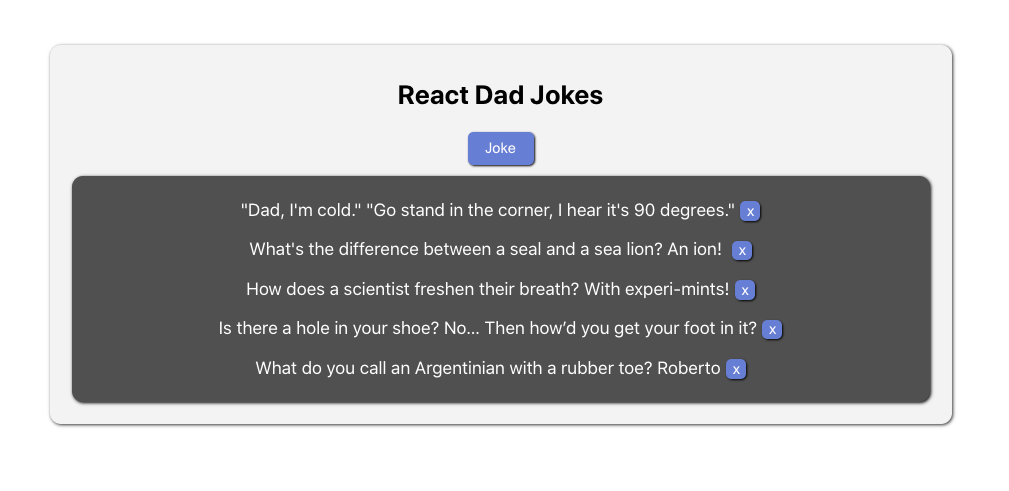 React Dad Jokes
Joke
"Dad, I'm cold." "Go stand in the corner, I hear it's 90 degrees." x
What's the difference between a seal and a sea lion? An ion! x
How does a scientist freshen their breath? With experi-mints! x
Is there a hole in your shoe? No… Then how’d you get your foot in it? x
What do you call an Argentinian with a rubber toe? Roberto x